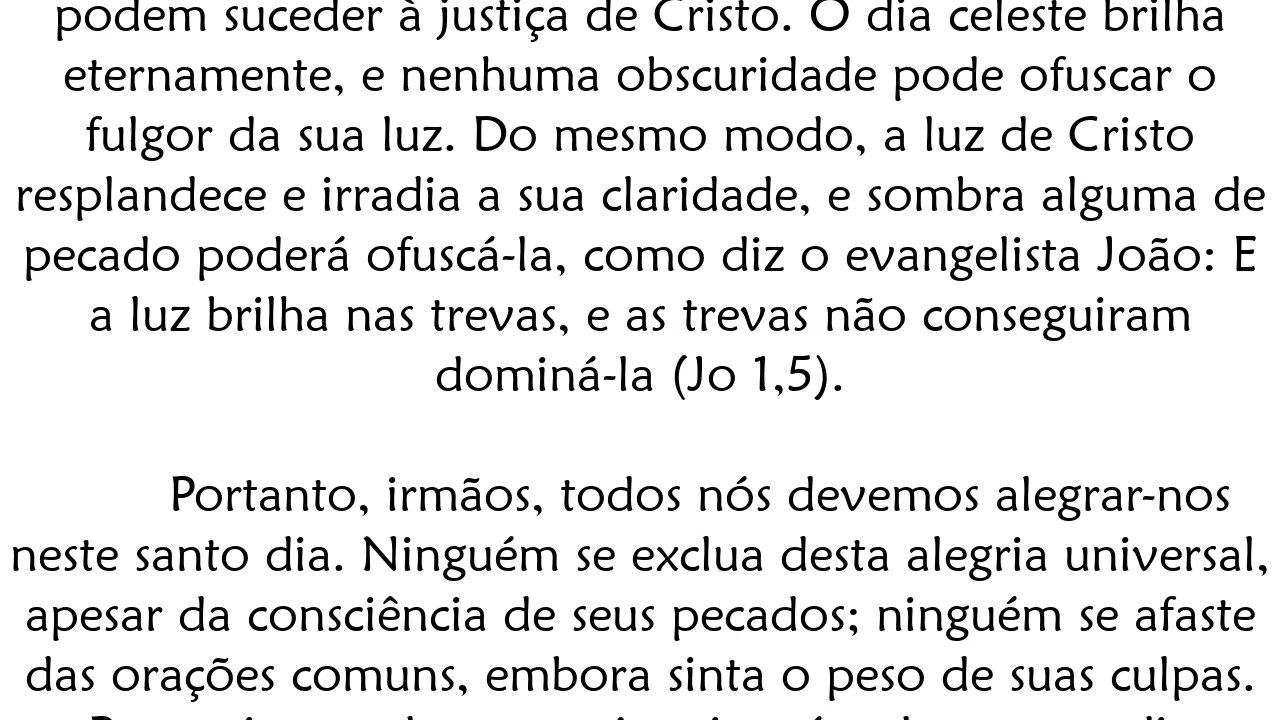 podem suceder à justiça de Cristo. O dia celeste brilha
eternamente, e nenhuma obscuridade pode ofuscar o
fulgor da sua luz. Do mesmo modo, a luz de Cristo
resplandece e irradia a sua claridade, e sombra alguma de
pecado poderá ofuscá-la, como diz o evangelista João: E
a luz brilha nas trevas, e as trevas não conseguiram
dominá-la (Jo 1,5).
Portanto, irmãos, todos nós devemos alegrar-nos
neste santo dia. Ninguém se exclua desta alegria universal,
apesar da consciência de seus pecados; ninguém se afaste
das orações comuns, embora sinta o peso de suas culpas.